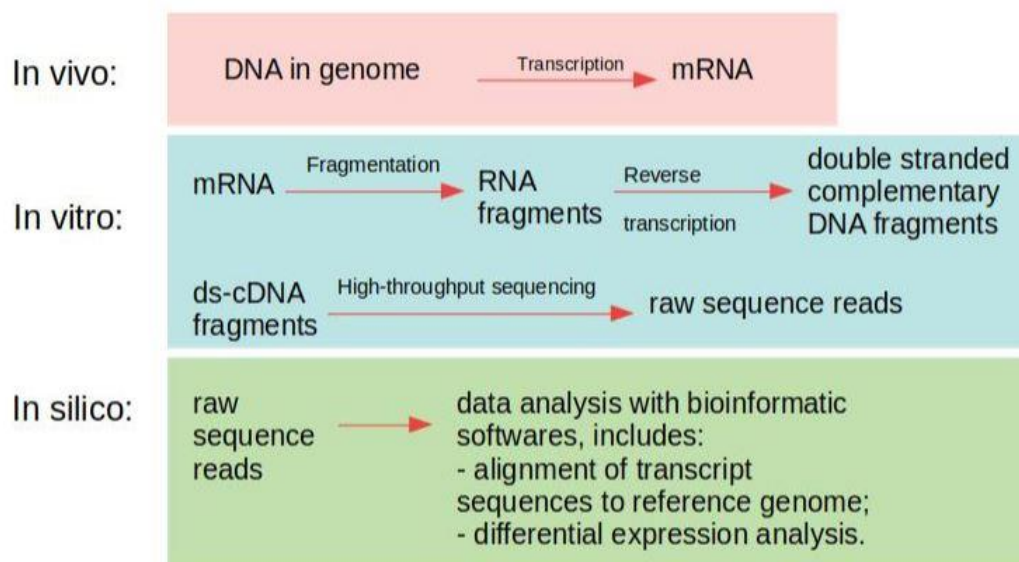 In vivo:
DNA in genome
Transcription
mRNA
In vitro:
mRNA
Fragmentation
RNA
fragments
Reverse
transcription
double stranded
complementary
DNA fragments
ds-cDNA
fragments
High-throughput sequencing
raw sequence reads
In silico:
raw
sequence
reads
data analysis with bioinformatic
softwares, includes:
- alignment of transcript
sequences to reference genome;
- differential expression analysis.